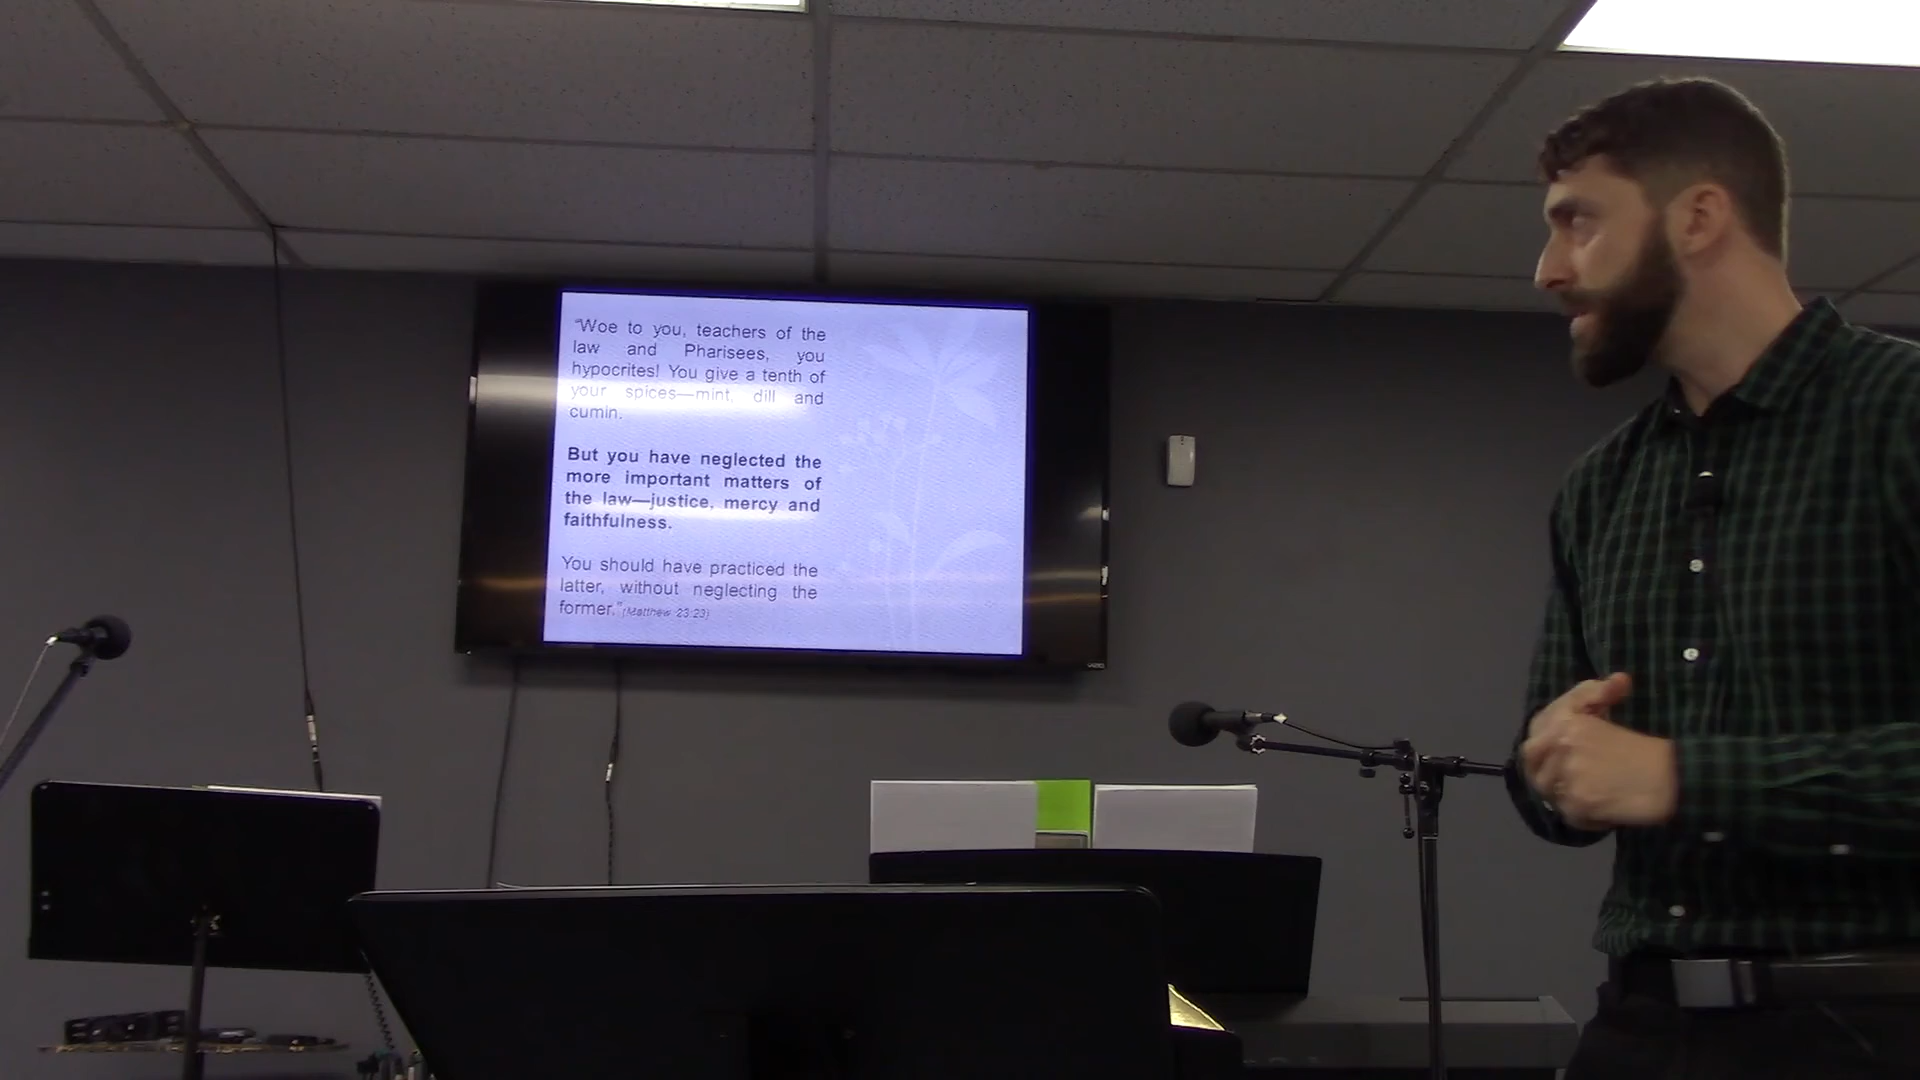 “Woe to you, teachers of the
law and Pharisees, you
hypocrites! You give a tenth of
your spices—mint, dill and
cumin.
But you have neglected the
more important matters of
the law—justice, mercy and
faithfulness.
You should have practiced the
latter, without neglecting the
former.” (Matthew 23:23)
VIZIO